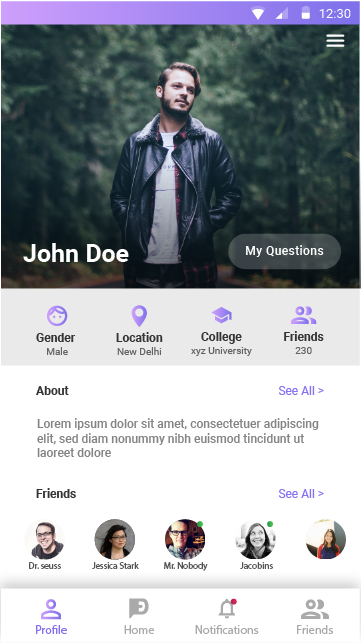 12:30
John Doe
My Questions
Gender
Male
Location
New Delhi
College
xyz University
Friends
230
About
See All >
Lorem ipsum dolor sit amet, consectetuer adipiscing
elit, sed diam nonummy nibh euismod tincidunt ut
laoreet dolore
Friends
See All >
Dr. seuss
Jessica Stark
Mr. Nobody
Jacobins
Profile
Home
Notifications
Friends